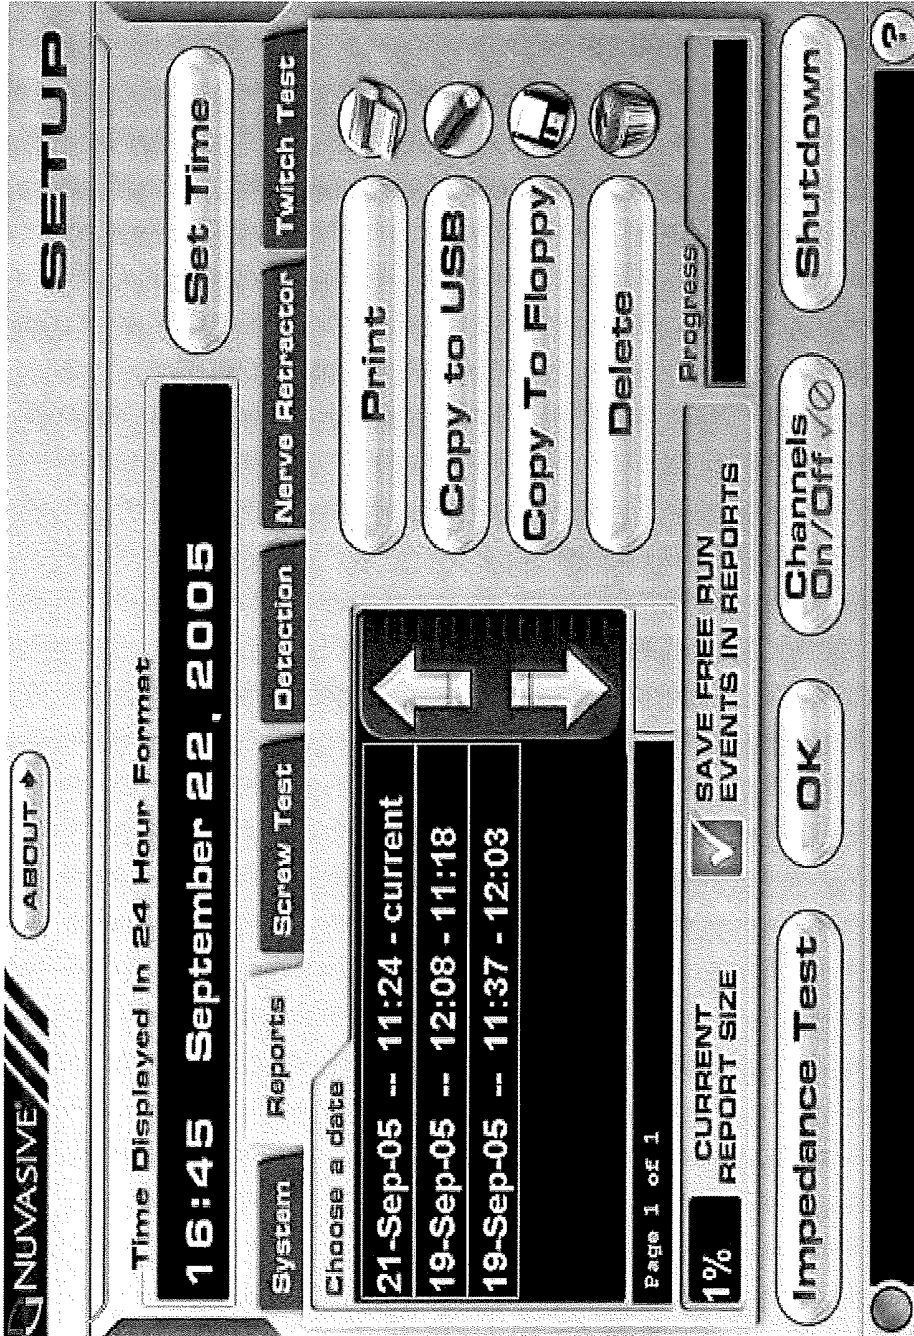 NUVASIVE®
ABOUT
SETUP
Time Displayed In 24 Hour Format
16:45 September 22, 2005
Set Time
System
Reports
Screw Test
Detection
Nerve Retractor
Twitch Test
Choose a date
21-Sep-05 -- 11:24 - current
19-Sep-05 -- 12:08 - 11:18
19-Sep-05 -- 11:37 - 12:03
Page 1 of 1
Print
Copy to USB
Copy To Floppy
Delete
1%
CURRENT
REPORT SIZE
SAVE FREE RUN
EVENTS IN REPORTS
Progress
Impedance Test
OK
Channels
On/Off
Shutdown
?